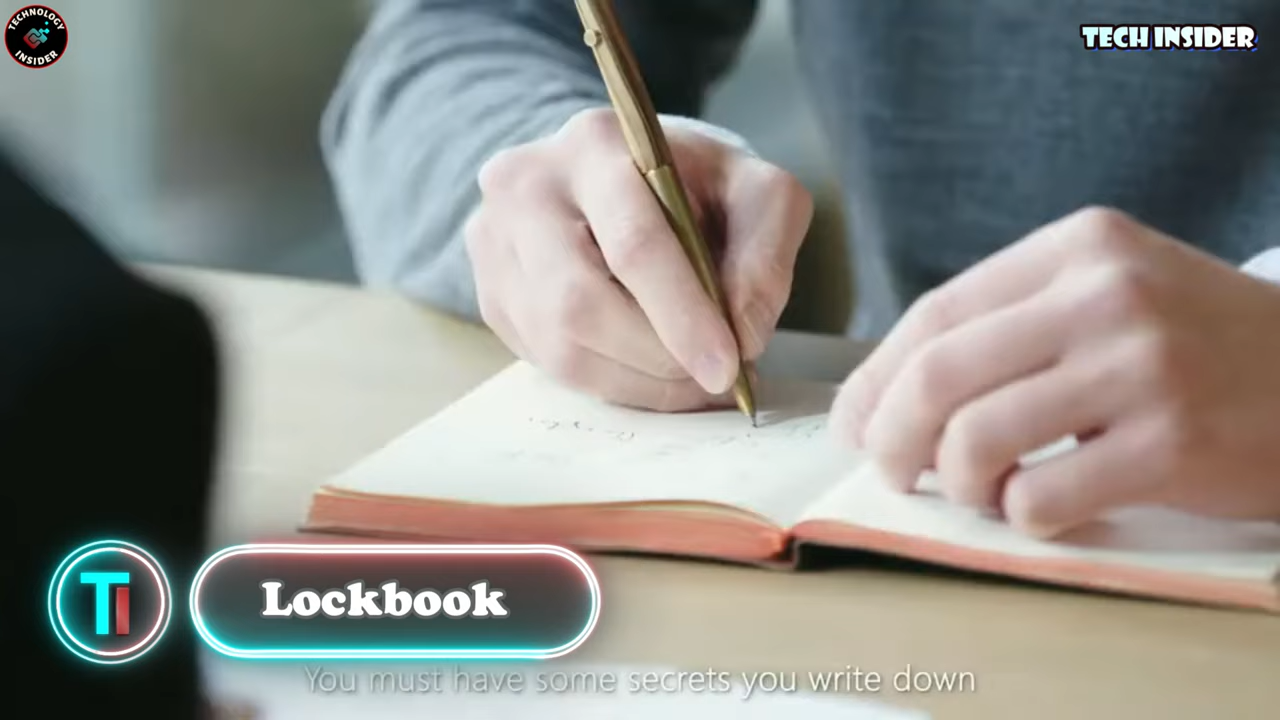 TECHNOLOGY
INSIDER
TECH INSIDER
TI
Lockbook
You must have some secrets you write down